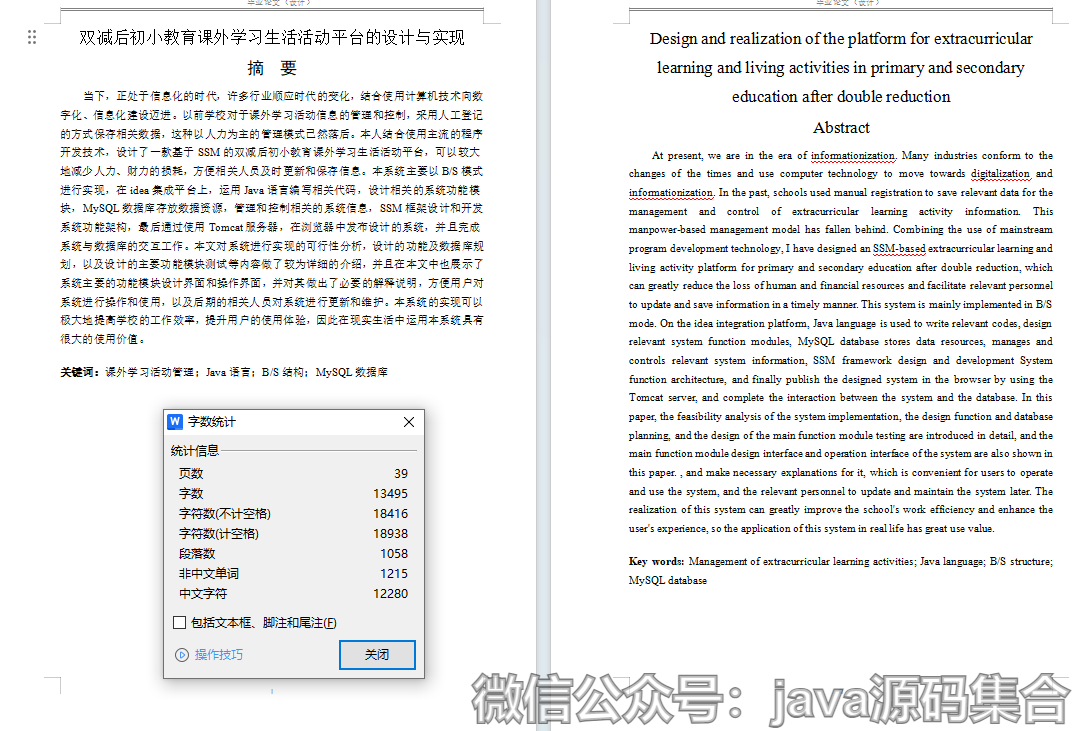 毕业论文（设计）
双减后初小教育课外学习生活活动平台的设计与实现
摘 要
当下，正处于信息化的时代，许多行业顺应时代的变化，结合使用计算机技术向数
字化、信息化建设迈进。以前学校对于课外学习活动信息的管理和控制，采用人工登记
的方式保存相关数据，这种以人力为主的管理模式已然落后。本人结合使用主流的程序
开发技术，设计了一款基于 SSM 的双减后初小教育课外学习生活活动平台，可以较大
地减少人力、财力的损耗，方便相关人员及时更新和保存信息。本系统主要以 B/S 模式
进行实现，在 idea 集成平台上，运用 Java 语言编写相关代码，设计相关的系统功能模
块，MySQL 数据库存放数据资源，管理和控制相关的系统信息，SSM 框架设计和开发
系统功能架构，最后通过使用 Tomcat 服务器，在浏览器中发布设计的系统，并且完成
系统与数据库的交互工作。本文对系统进行实现的可行性分析，设计的功能及数据库规
划，以及设计的主要功能模块测试等内容做了较为详细的介绍，并且在本文中也展示了
系统主要的功能模块设计界面和操作界面，并对其做出了必要的解释说明，方便用户对
系统进行操作和使用，以及后期的相关人员对系统进行更新和维护。本系统的实现可以
极大地提高学校的工作效率，提升用户的使用体验，因此在现实生活中运用本系统具有
很大的使用价值。
关键词：课外学习活动管理；Java 语言；B/S 结构；MySQL 数据库
字数统计
统计信息
页数 39
字数 13495
字符数(不计空格) 18416
字符数(计空格) 18938
段落数 1058
非中文单词 1215
中文字符 12280
包括文本框、脚注和尾注(F)
操作技巧
关闭
毕业论文（设计）
Design and realization of the platform for extracurricular
learning and living activities in primary and secondary
education after double reduction
Abstract
At present, we are in the era of informationization. Many industries conform to the
changes of the times and use computer technology to move towards digitalization and
informationization. In the past, schools used manual registration to save relevant data for the
management and control of extracurricular learning activity information. This
manpower-based management model has fallen behind. Combining the use of mainstream
program development technology, I have designed an SSM-based extracurricular learning and
living activity platform for primary and secondary education after double reduction, which
can greatly reduce the loss of human and financial resources and facilitate relevant personnel
to update and save information in a timely manner. This system is mainly implemented in B/S
mode. On the idea integration platform, Java language is used to write relevant codes, design
relevant system function modules, MySQL database stores data resources, manages and
controls relevant system information, SSM framework design and development System
function architecture, and finally publish the designed system in the browser by using the
Tomcat server, and complete the interaction between the system and the database. In this
paper, the feasibility analysis of the system implementation, the design function and database
planning, and the design of the main function module testing are introduced in detail, and the
main function module design interface and operation interface of the system are also shown in
this paper. , and make necessary explanations for it, which is convenient for users to operate
and use the system, and the relevant personnel to update and maintain the system later. The
realization of this system can greatly improve the school's work efficiency and enhance the
user's experience, so the application of this system in real life has great use value.
Key words: Management of extracurricular learning activities; Java language; B/S structure;
MySQL database
微信公众号：java源码集合